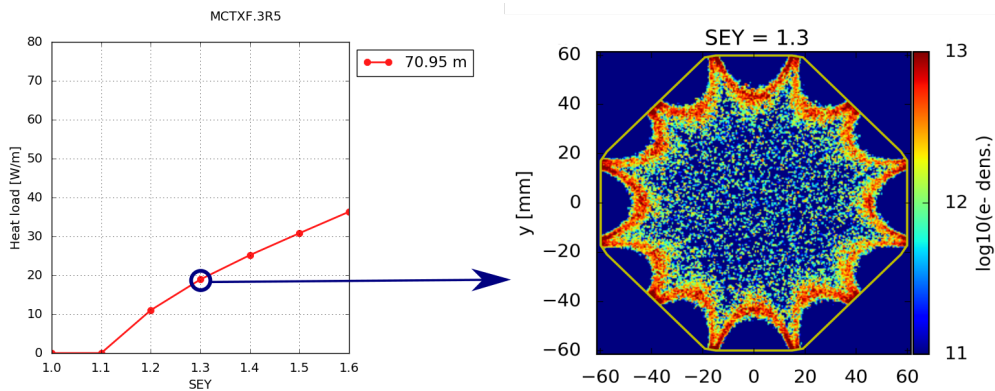 MCTXF.3R5
80
70
60
50
40
30
20
10
0
Heat load [W/m]
1.0 1.1 1.2 1.3 1.4 1.5 1.6
SEY
70.95 m
SEY = 1.3
60
40
20
0
−20
−40
−60
y [mm]
−60 −40 −20 0 20 40 60
13
12
11
log10(e- dens.)